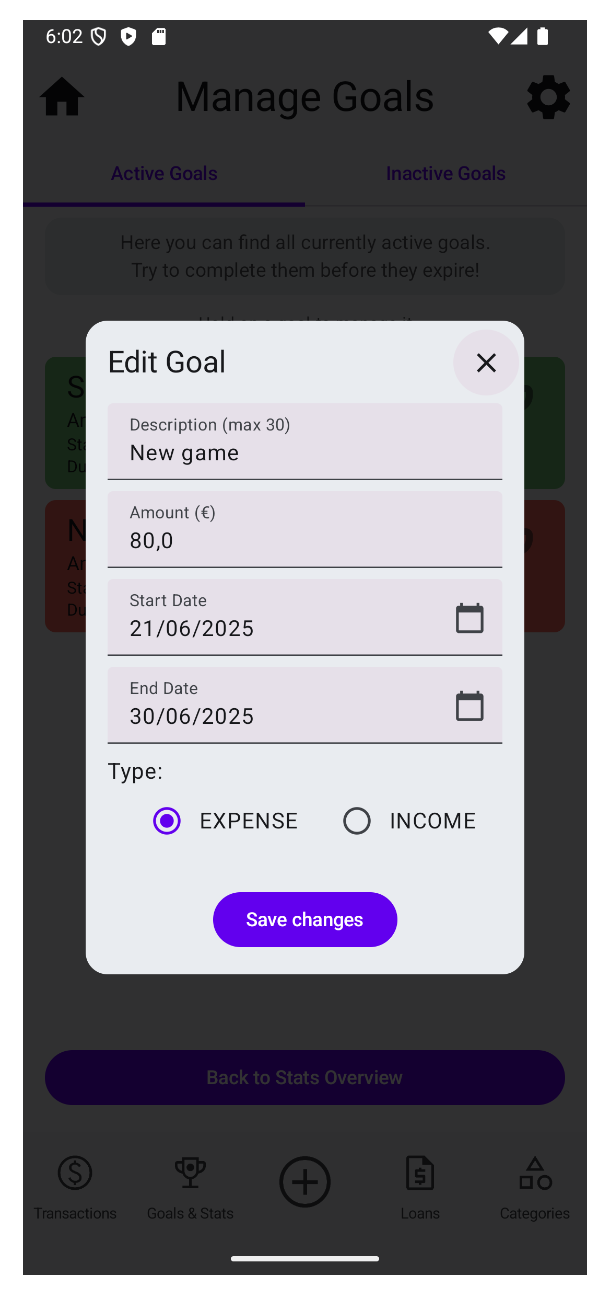 6:02
Manage Goals
Active Goals
Inactive Goals
Here you can find all currently active goals.
Try to complete them before they expire!
Edit Goal
Description (max 30)
New game
Amount (€)
80,0
Start Date
21/06/2025
End Date
30/06/2025
Type:
EXPENSE
INCOME
Save changes
Back to Stats Overview
Transactions
Goals & Stats
Loans
Categories